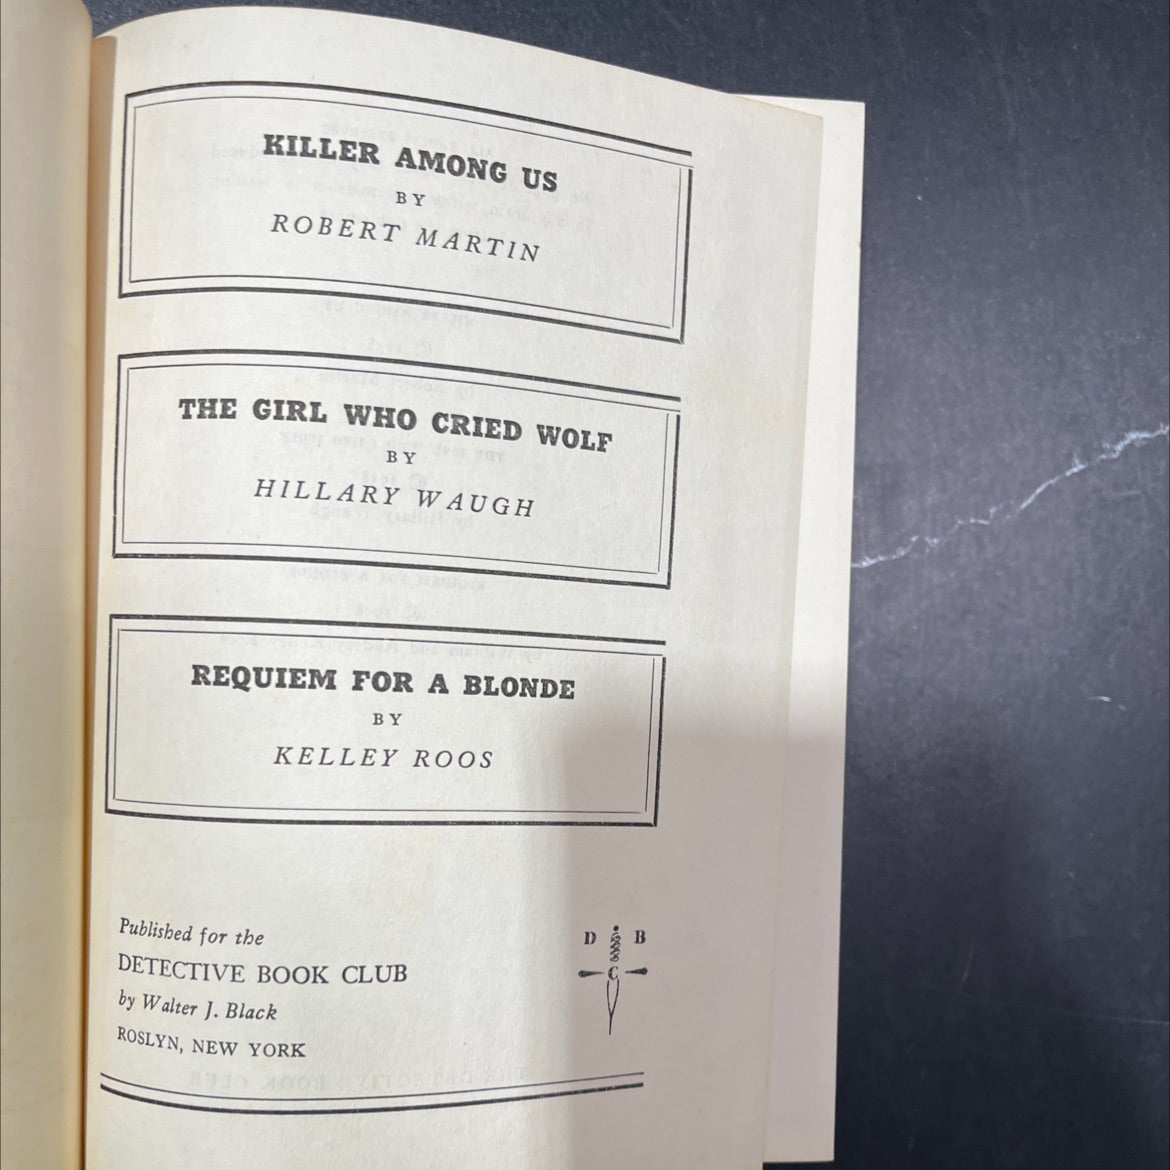 KILLER AMONG US
BY
ROBERT MARTIN
THE GIRL WHO CRIED WOLF
BY
HILLARY WAUGH
REQUIEM FOR A BLONDE
BY
KELLEY ROOS
Published for the
DETECTIVE BOOK CLUB
by Walter J. Black
ROSLYN, NEW YORK
D B
C